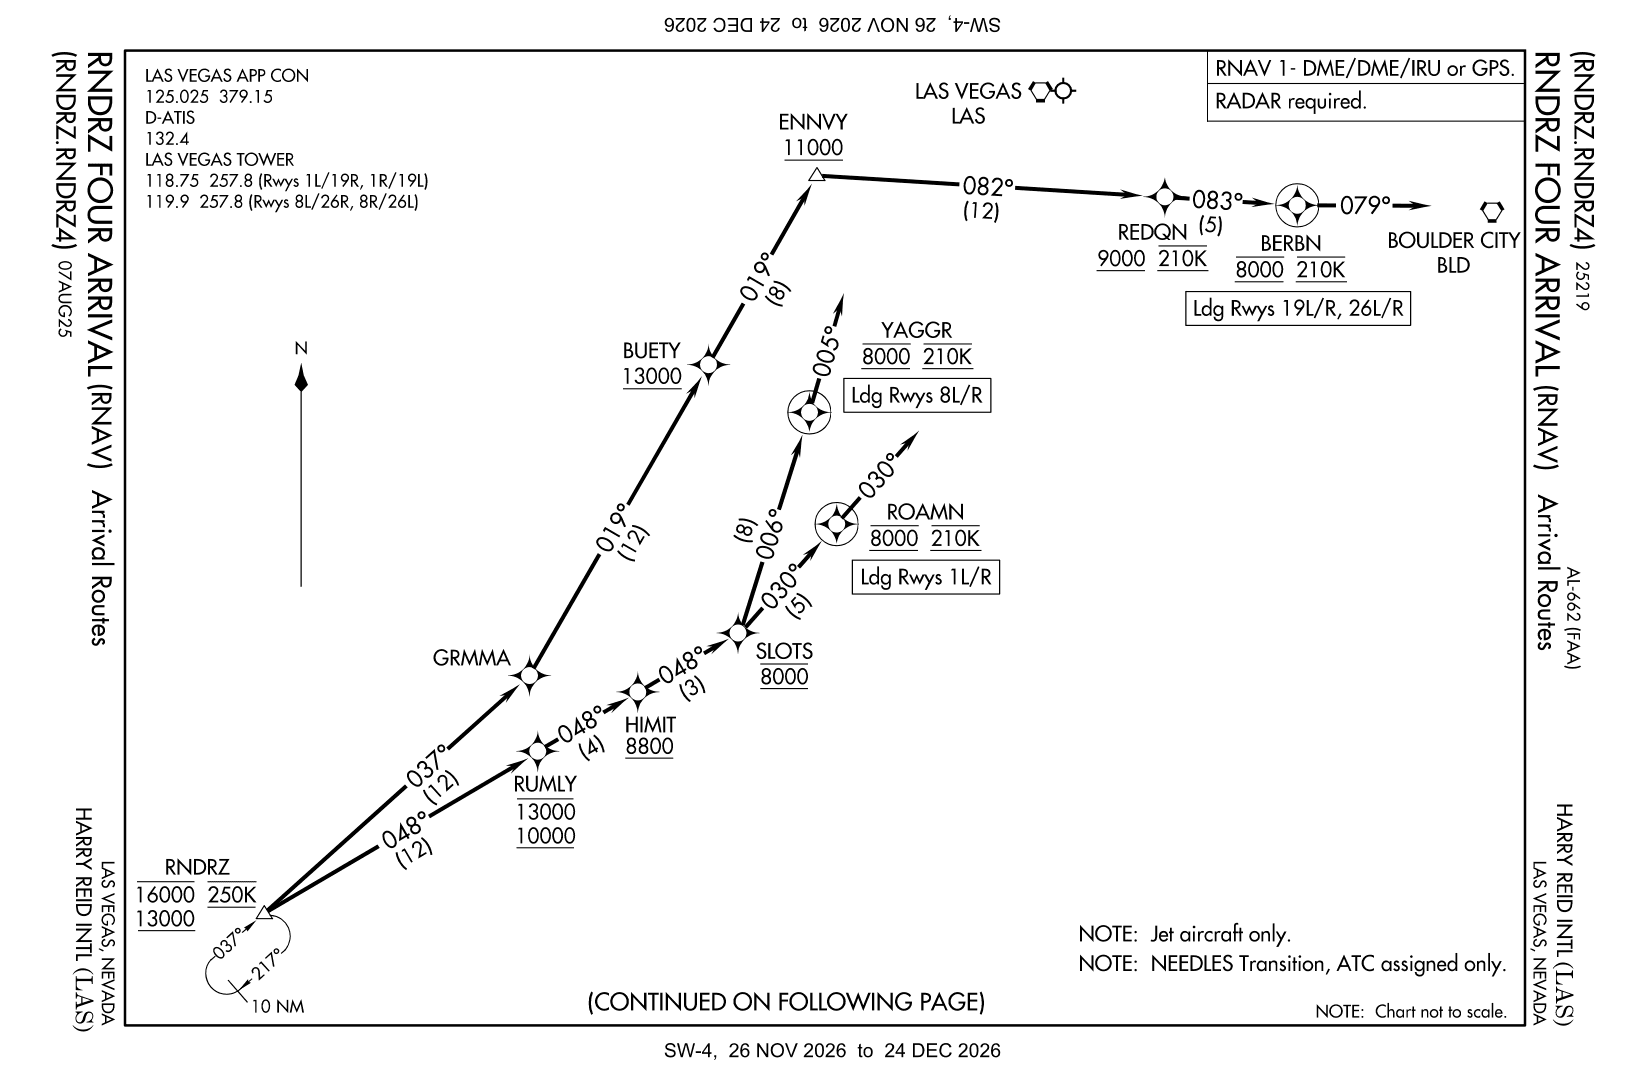 SW-4, 26 NOV 2026 to 24 DEC 2026
(RNDRZ.RNDRZ4) 07AUG25
RNDRZ FOUR ARRIVAL (RNAV) Arrival Routes
HARRY REID INTL (LAS)
LAS VEGAS, NEVADA
LAS VEGAS APP CON
125.025 379.15
D-ATIS
132.4
LAS VEGAS TOWER
118.75 257.8 (Rwys 1L/19R, 1R/19L)
119.9 257.8 (Rwys 8L/26R, 8R/26L)
RNAV 1- DME/DME/IRU or GPS.
RADAR required.
LAS VEGAS
LAS
ENNVY
11000
082°
(12)
REDQN
9000 210K
083°
(5)
BERBN
8000 210K
Ldg Rwys 19L/R, 26L/R
079°
BOULDER CITY
BLD
019°
(8)
BUETY
13000
N
YAGGR
8000 210K
Ldg Rwys 8L/R
005°
019°
(12)
(8)
006°
ROAMN
8000 210K
Ldg Rwys 1L/R
030°
030°
(5)
GRMMA
SLOTS
8000
048°
(3)
HIMIT
8800
048°
(4)
RUMLY
13000
10000
037°
(12)
048°
(12)
RNDRZ
16000 250K
13000
037°
217°
10 NM
NOTE: Jet aircraft only.
NOTE: NEEDLES Transition, ATC assigned only.
(CONTINUED ON FOLLOWING PAGE)
NOTE: Chart not to scale.
(RNDRZ.RNDRZ4) 25219
RNDRZ FOUR ARRIVAL (RNAV) Arrival Routes
AL-662 (FAA)
HARRY REID INTL (LAS)
LAS VEGAS, NEVADA
SW-4, 26 NOV 2026 to 24 DEC 2026